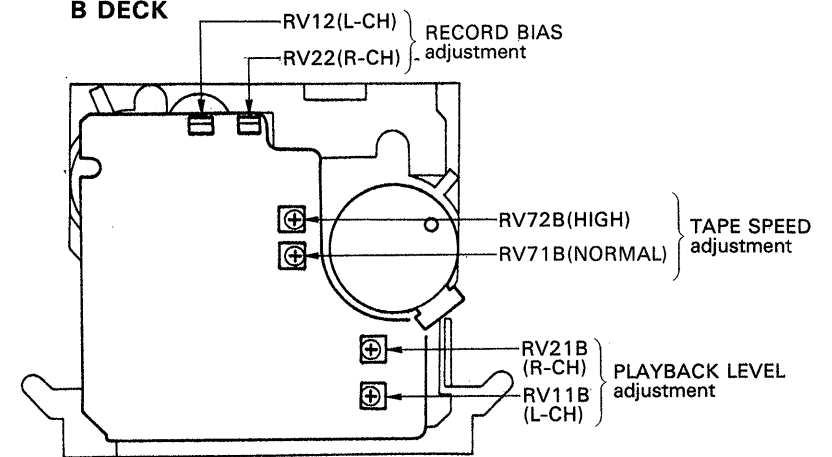 B DECK
RV12(L-CH)
RV22(R-CH)
RECORD BIAS
adjustment
RV72B(HIGH)
RV71B(NORMAL)
TAPE SPEED
adjustment
RV21B
(R-CH)
RV11B
(L-CH)
PLAYBACK LEVEL
adjustment